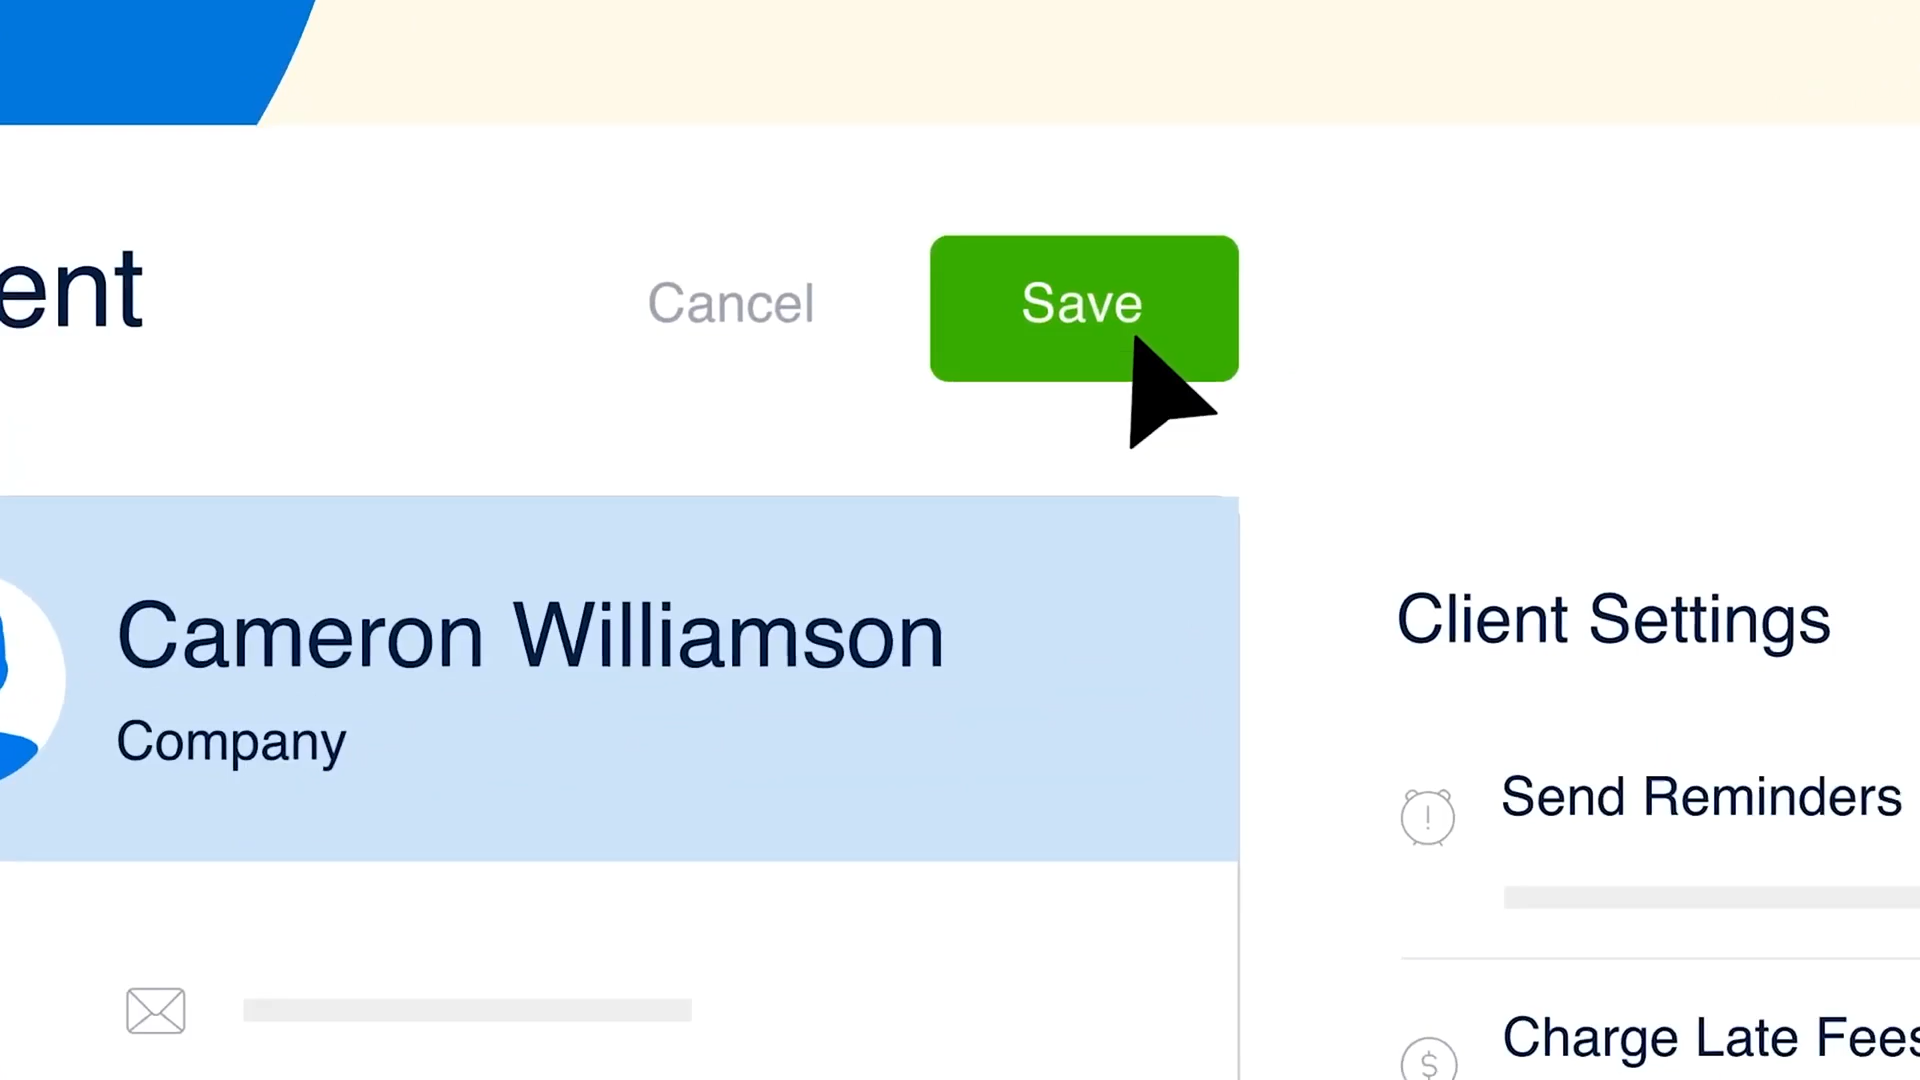 ent
Cancel
Save
Cameron Williamson
Company
Client Settings
Send Reminders
Charge Late Fees